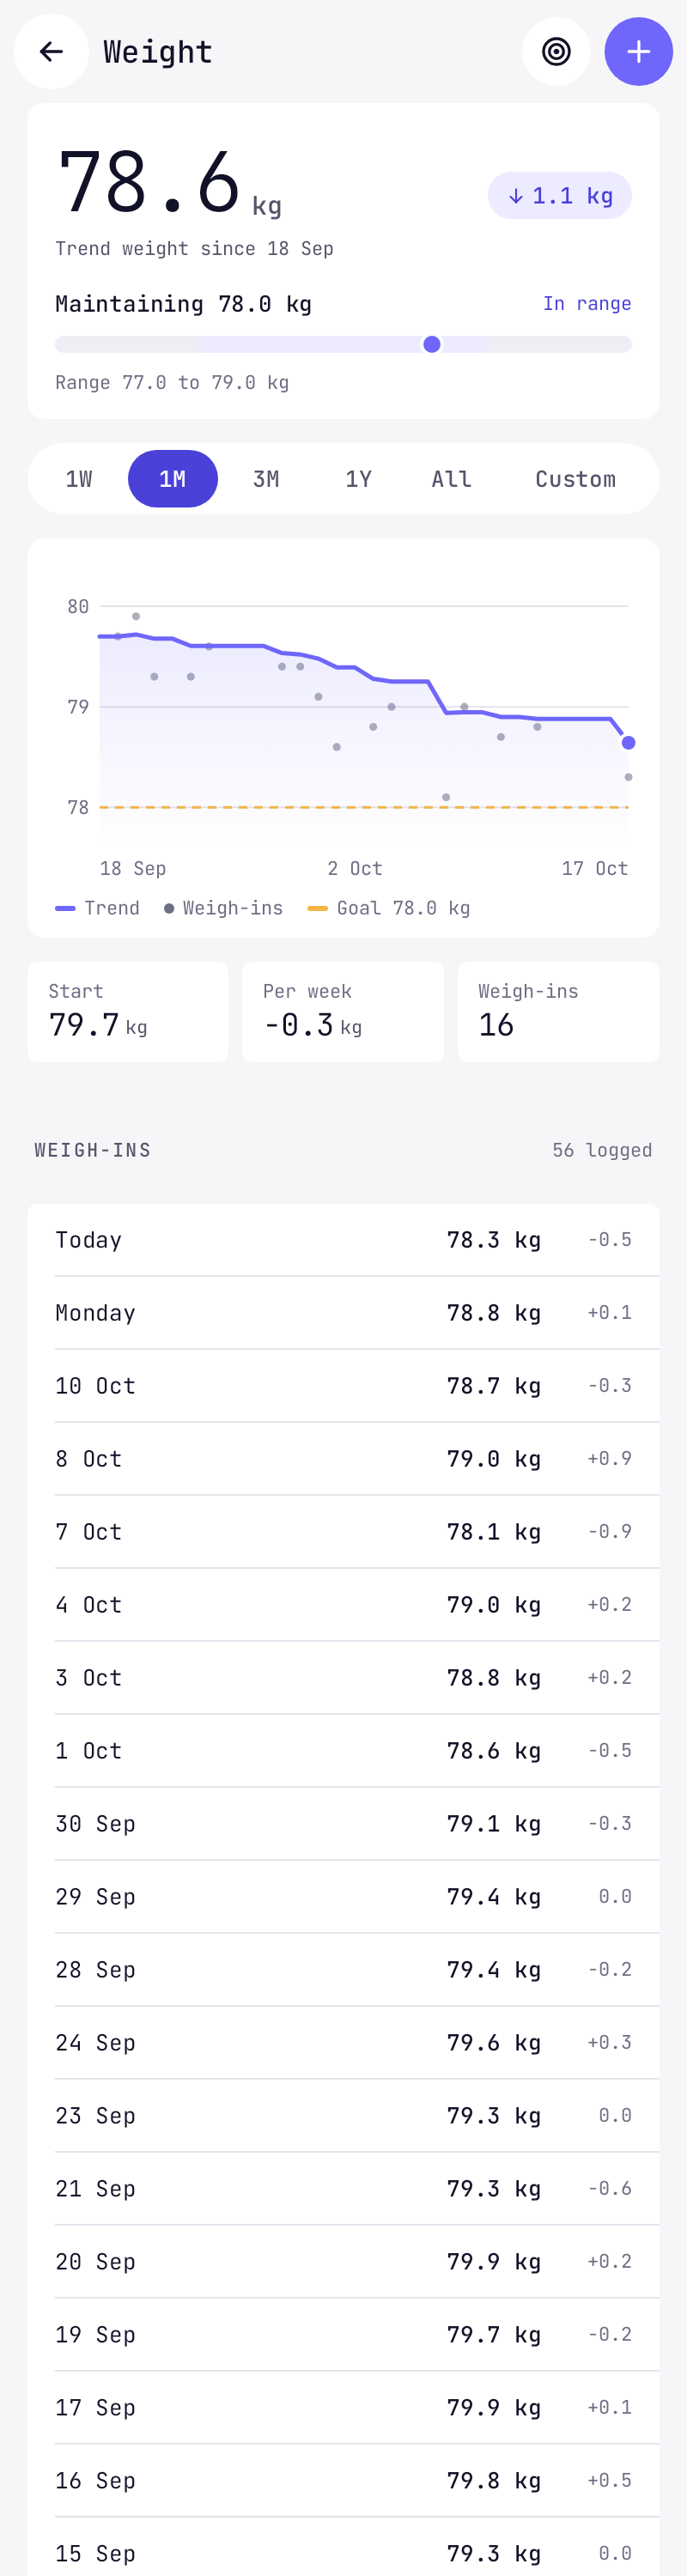 Weight
78.6 kg
↓ 1.1 kg
Trend weight since 18 Sep
Maintaining 78.0 kg
In range
Range 77.0 to 79.0 kg
1W 1M 3M 1Y All Custom
80
79
78
18 Sep 2 Oct 17 Oct
Trend Weigh-ins Goal 78.0 kg
Start Per week Weigh-ins
79.7 kg -0.3 kg 16
WEIGH-INS 56 logged
Today 78.3 kg -0.5
Monday 78.8 kg +0.1
10 Oct 78.7 kg -0.3
8 Oct 79.0 kg +0.9
7 Oct 78.1 kg -0.9
4 Oct 79.0 kg +0.2
3 Oct 78.8 kg +0.2
1 Oct 78.6 kg -0.5
30 Sep 79.1 kg -0.3
29 Sep 79.4 kg 0.0
28 Sep 79.4 kg -0.2
24 Sep 79.6 kg +0.3
23 Sep 79.3 kg 0.0
21 Sep 79.3 kg -0.6
20 Sep 79.9 kg +0.2
19 Sep 79.7 kg -0.2
17 Sep 79.9 kg +0.1
16 Sep 79.8 kg +0.5
15 Sep 79.3 kg 0.0